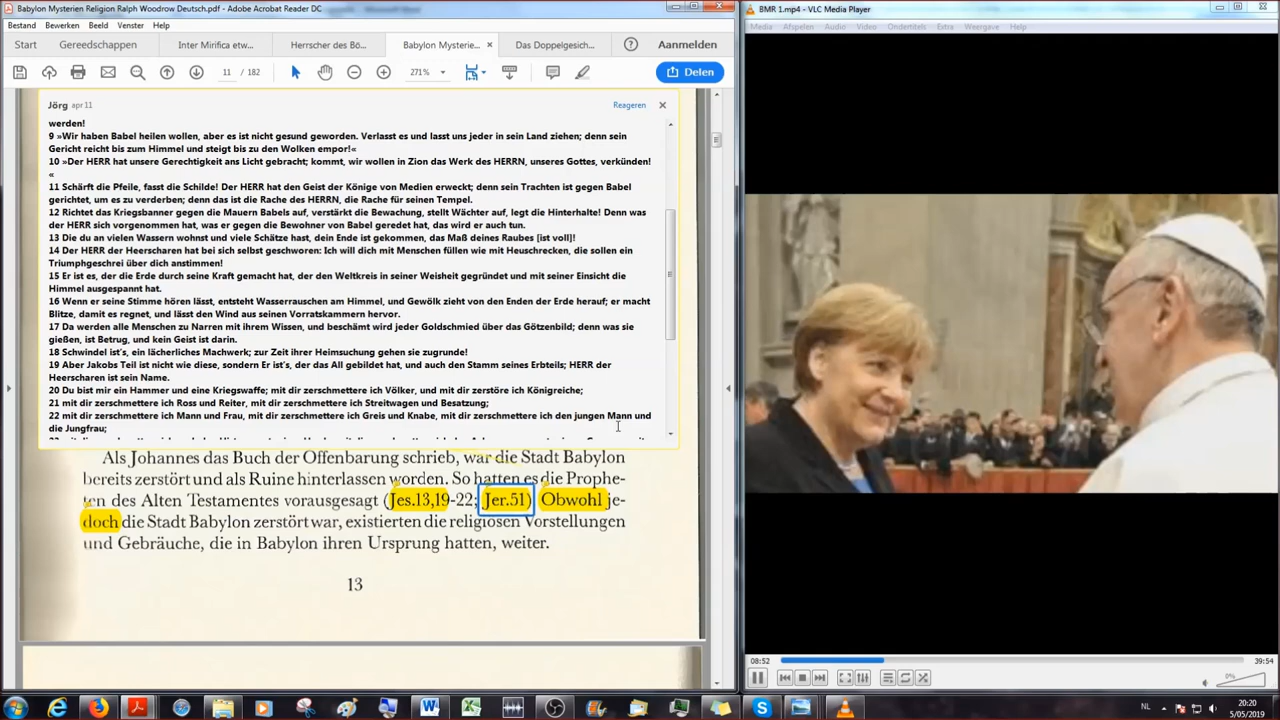 Babylon Mysterien Religion Ralph Woodrow Deutsch.pdf - Adobe Acrobat Reader DC
Bestanden Bewerken Beeld Venster Help
Start Gereedschappen Inter Mirifica etw... Herrscher des Bö... Babylon Mysterie... × Das Doppelgesich... Aanmelden
11 / 182 271% Delen
Jörg apr 11 Reageren
werden!
9 »Wir haben Babel heilen wollen, aber es ist nicht gesund geworden. Verlasst es und lasst uns jeder in sein Land ziehen; denn sein
Gericht reicht bis zum Himmel und steigt bis zu den Wolken empor!«
10 »Der HERR hat unsere Gerechtigkeit ans Licht gebracht; kommt, wir wollen in Zion das Werk des HERRN, unseres Gottes, verkünden!
«
11 Schärft die Pfeile, fasst die Schilde! Der HERR hat den Geist der Könige von Medien erweckt; denn sein Trachten ist gegen Babel
gerichtet, um es zu verderben; denn das ist die Rache des HERRN, die Rache für seinen Tempel.
12 Richtet das Kriegsbanner gegen die Mauern Babels auf, verstärkt die Bewachung, stellt Wächter auf, legt die Hinterhalte! Denn was
der HERR sich vorgenommen hat, was er gegen die Bewohner von Babel geredet hat, das wird er auch tun.
13 Die du an vielen Wassern wohnst und viele Schätze hast, dein Ende ist gekommen, das Maß deines Raubes [ist voll]!
14 Der HERR der Heerscharen hat bei sich selbst geschworen: Ich will dich mit Menschen füllen wie mit Heuschrecken, die sollen ein
Triumphgeschrei über dich anstimmen!
15 Er ist es, der die Erde durch seine Kraft gemacht hat, der den Weltkreis in seiner Weisheit gegründet und mit seiner Einsicht die
Himmel ausgespannt hat.
16 Wenn er seine Stimme hören lässt, entsteht Wasserrauschen am Himmel, und Gewölk zieht von den Enden der Erde herauf; er macht
Blitze, damit es regnet, und lässt den Wind aus seinen Vorratskammern hervor.
17 Da werden alle Menschen zu Narren mit ihrem Wissen, und beschämt wird jeder Goldschmied über das Götzenbild; denn was sie
gießen, ist Betrug, und kein Geist ist darin.
18 Schwindel ist's, ein lächerliches Machwerk; zur Zeit ihrer Heimsuchung gehen sie zugrunde!
19 Aber Jakobs Teil ist nicht wie diese, sondern Er ist's, der das All gebildet hat, und auch den Stamm seines Erbteils; HERR der
Heerscharen ist sein Name.
20 Du bist mir ein Hammer und eine Kriegswaffe; mit dir zerschmettere ich Völker, und mit dir zerstöre ich Königreiche;
21 mit dir zerschmettere ich Ross und Reiter, mit dir zerschmettere ich Streitwagen und Besatzung;
22 mit dir zerschmettere ich Mann und Frau, mit dir zerschmettere ich Greis und Knabe, mit dir zerschmettere ich den jungen Mann und
die Jungfrau;
Als Johannes das Buch der Offenbarung schrieb, war die Stadt Babylon
bereits zerstört und als Ruine hinterlassen worden. So hatten es die Prophe-
ten des Alten Testamentes vorausgesagt (Jes.13,19-22; Jer.51) Obwohl je-
doch die Stadt Babylon zerstört war, existierten die religiösen Vorstellungen
und Gebräuche, die in Babylon ihren Ursprung hatten, weiter.
13
BMR 1.mp4 - VLC Media Player
Media Afspelen Audio Video Ondertitels Extra Weergave Help
08:52 39:54
0%
NL 20:20
5/05/2019